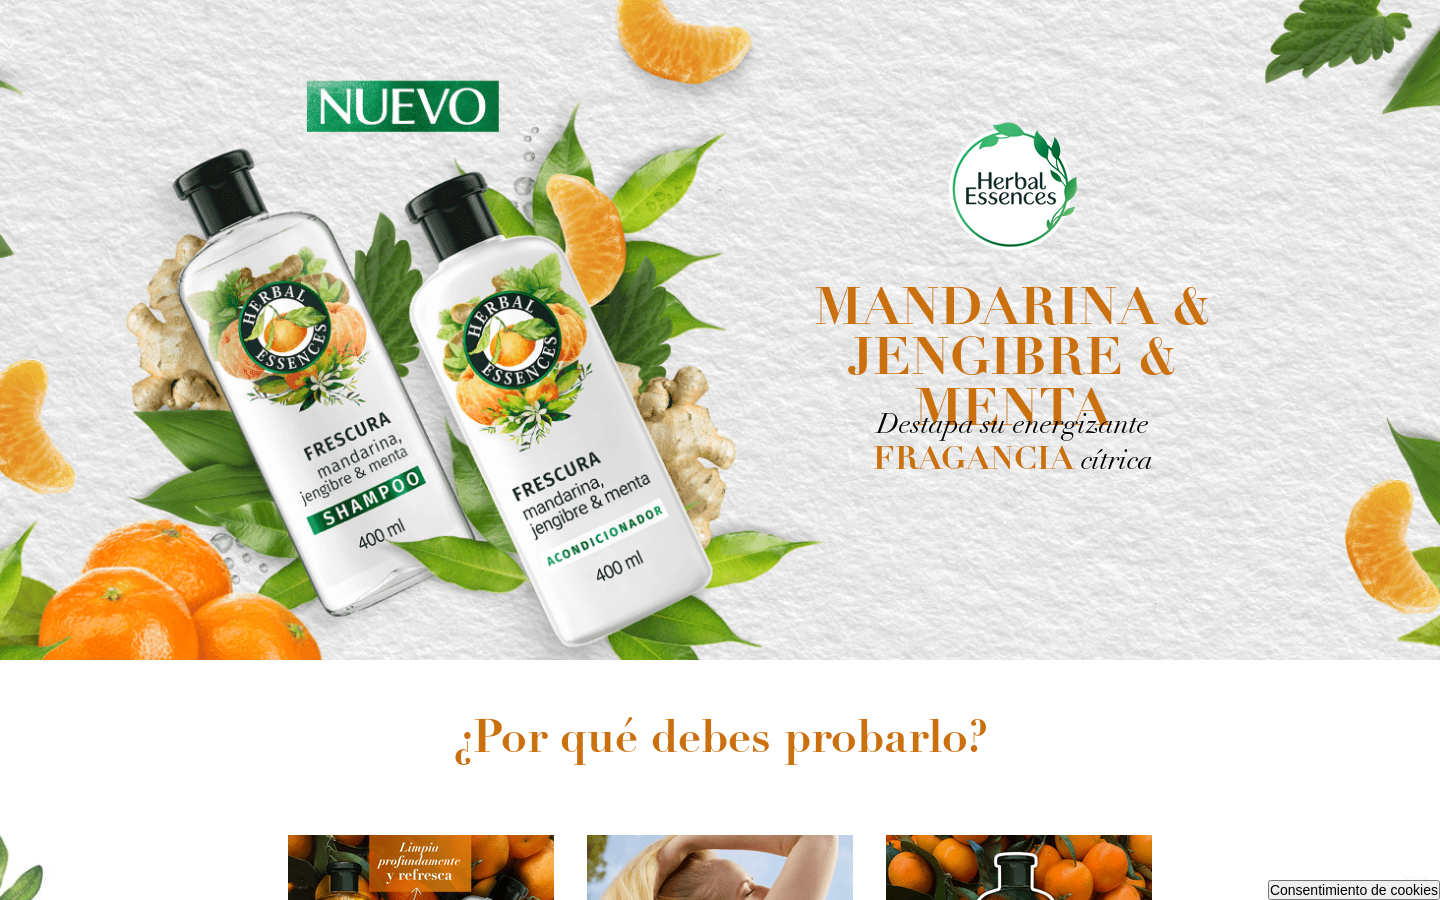 NUEVO
Herbal
Essences
MANDARINA &
JENGIBRE &
MENTA
Destapa su energizante
FRAGANCIA cítrica
HERBAL
ESSENCES
FRESCURA
mandarina,
jengibre & menta
SHAMPOO
400 ml
HERBAL
ESSENCES
FRESCURA
mandarina,
jengibre & menta
ACONDICIONADOR
400 ml
¿Por qué debes probarlo?
Limpia
profundamente
y refresca
Consentimiento de cookies